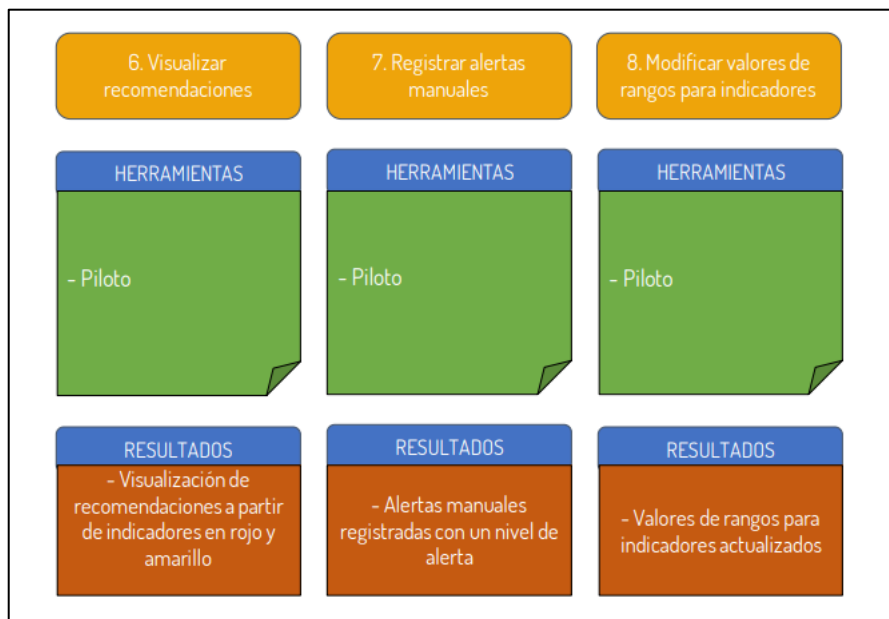 6. Visualizar
recomendaciones
7. Registrar alertas
manuales
8. Modificar valores de
rangos para indicadores
HERRAMIENTAS
HERRAMIENTAS
HERRAMIENTAS
- Piloto
- Piloto
- Piloto
RESULTADOS
- Visualización de
recomendaciones a partir
de indicadores en rojo y
amarillo
RESULTADOS
- Alertas manuales
registradas con un nivel de
alerta
RESULTADOS
- Valores de rangos para
indicadores actualizados